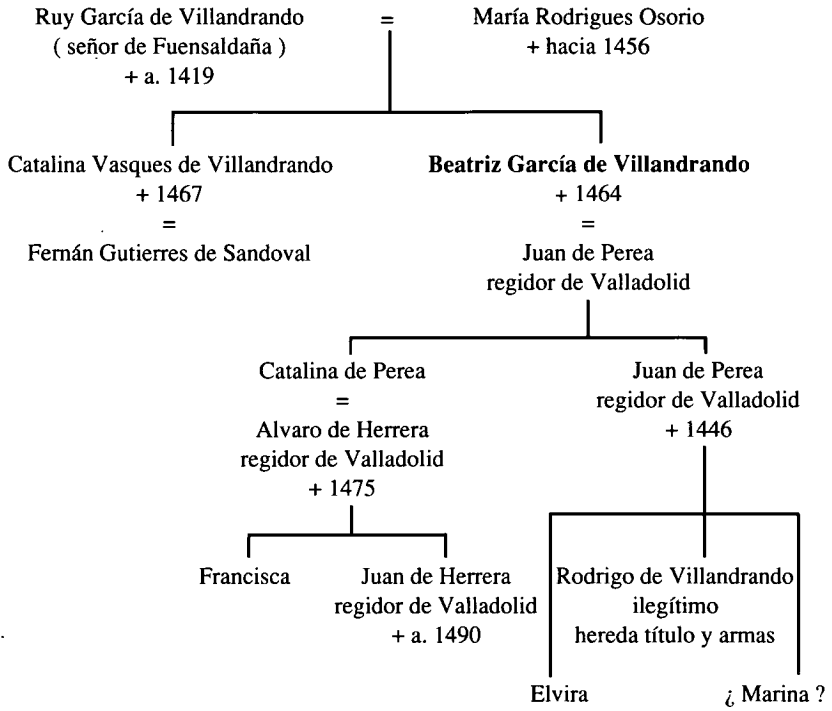 Ruy García de Villandrando
( señor de Fuensaldaña )
+ a. 1419
=
María Rodrigues Osorio
+ hacia 1456
Catalina Vasques de Villandrando
+ 1467
=
Fernán Gutierres de Sandoval
Beatriz García de Villandrando
+ 1464
=
Juan de Perea
regidor de Valladolid
Catalina de Perea
=
Alvaro de Herrera
regidor de Valladolid
+ 1475
Juan de Perea
regidor de Valladolid
+ 1446
Francisca
Juan de Herrera
regidor de Valladolid
+ a. 1490
Rodrigo de Villandrando
ilegítimo
hereda título y armas
Elvira
¿ Marina ?